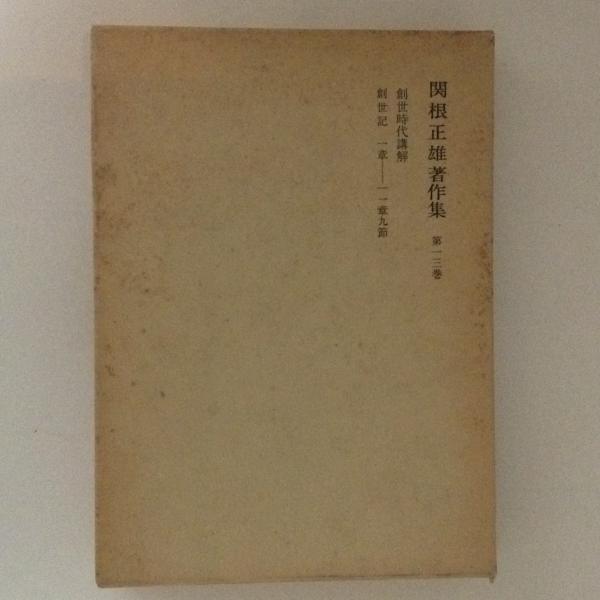 関根正雄著作集 第一三巻
創世時代講解
創世記 一章――一一章九節